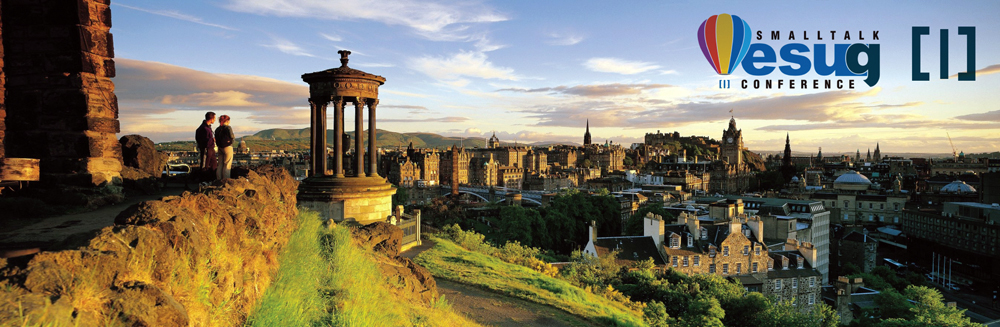 SMALLTALK
esug
CONFERENCE
[|]
[|]